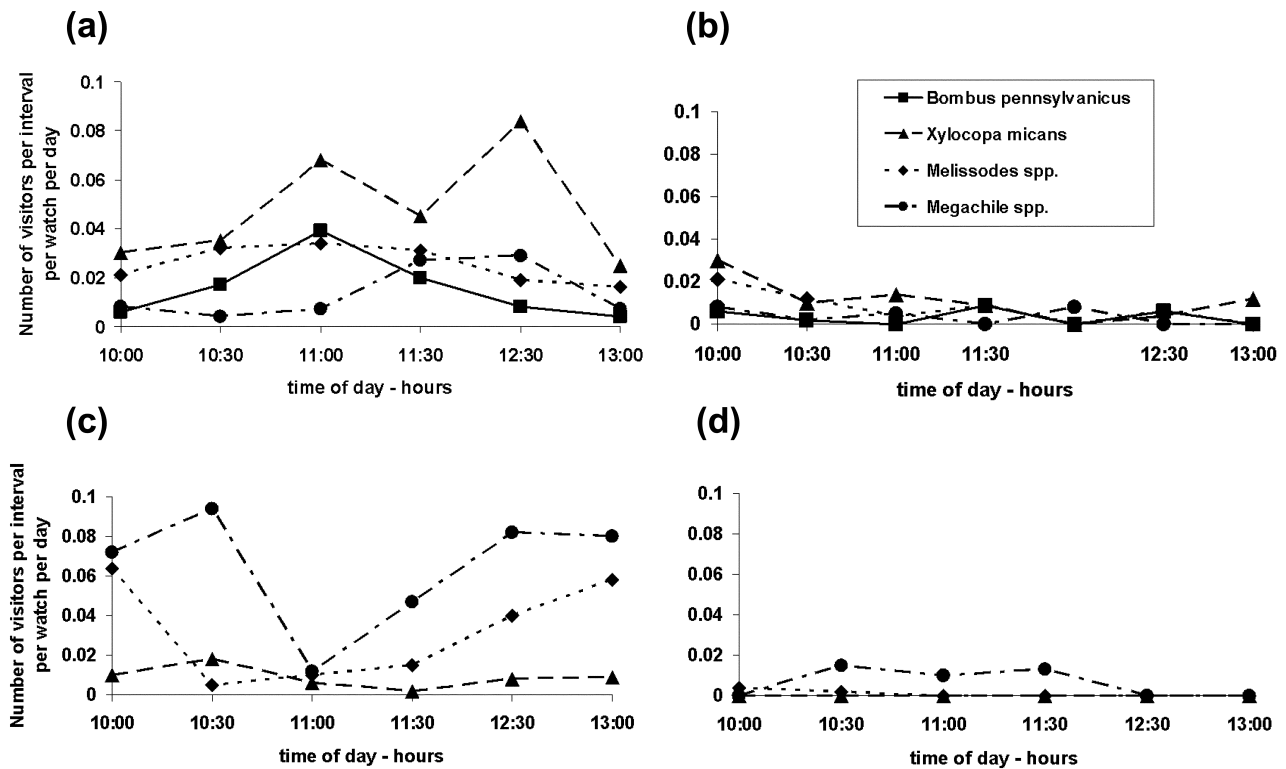 (a)
Number of visitors per interval
per watch per day
0.1
0.08
0.06
0.04
0.02
0
10:00 10:30 11:00 11:30 12:30 13:00
time of day - hours
(b)
Bombus pennsylvanicus
Xylocopa micans
Melissodes spp.
Megachile spp.
0.1
0.08
0.06
0.04
0.02
0
10:00 10:30 11:00 11:30 12:30 13:00
time of day - hours
(c)
Number of visitors per interval
per watch per day
0.1
0.08
0.06
0.04
0.02
0
10:00 10:30 11:00 11:30 12:30 13:00
time of day - hours
(d)
0.1
0.08
0.06
0.04
0.02
0
10:00 10:30 11:00 11:30 12:30 13:00
time of day - hours